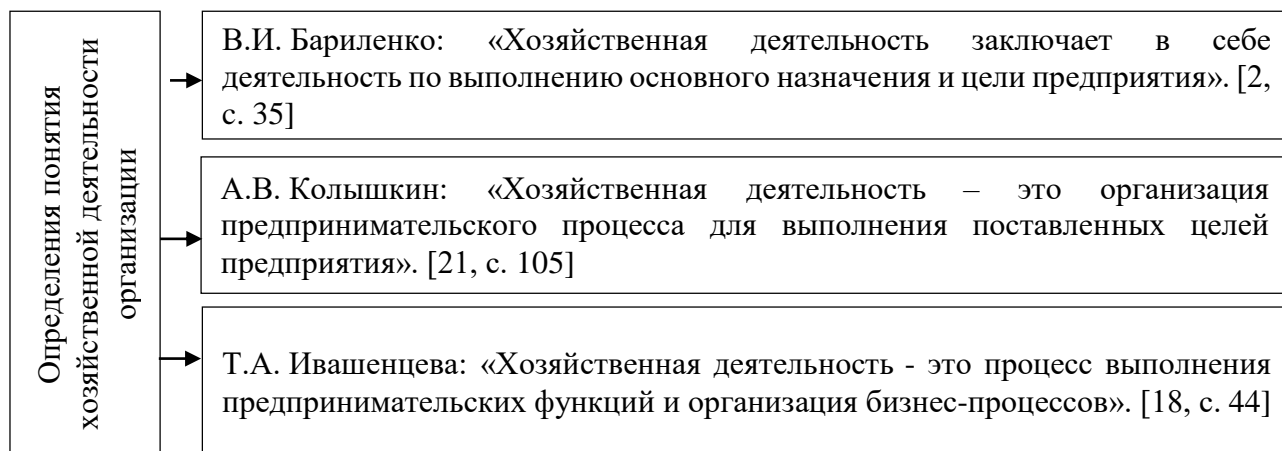 Определения понятия
хозяйственной деятельности
организации
В.И. Бариленко: «Хозяйственная деятельность заключает в себе
деятельность по выполнению основного назначения и цели предприятия». [2,
с. 35]
А.В. Колышкин: «Хозяйственная деятельность – это организация
предпринимательского процесса для выполнения поставленных целей
предприятия». [21, с. 105]
Т.А. Ивашенцева: «Хозяйственная деятельность - это процесс выполнения
предпринимательских функций и организация бизнес-процессов». [18, с. 44]